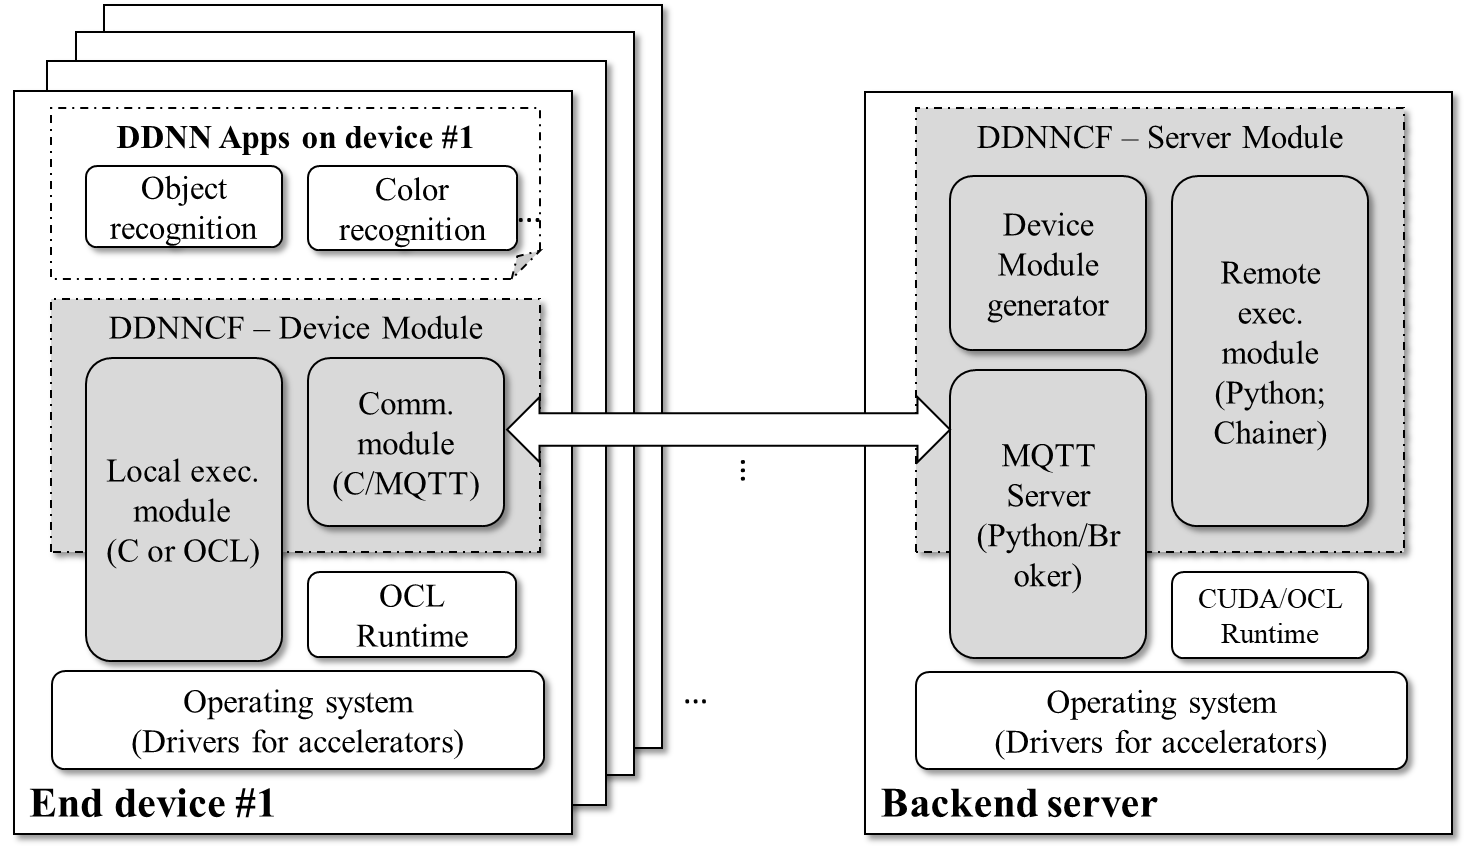 DDNN Apps on device #1
Object
recognition
Color
recognition
...
DDNNCF – Device Module
Local exec.
module
(C or OCL)
Comm.
module
(C/MQTT)
OCL
Runtime
Operating system
(Drivers for accelerators)
End device #1
...
...
DDNNCF – Server Module
Device
Module
generator
Remote
exec.
module
(Python;
Chainer)
MQTT
Server
(Python/Br
oker)
CUDA/OCL
Runtime
Operating system
(Drivers for accelerators)
Backend server